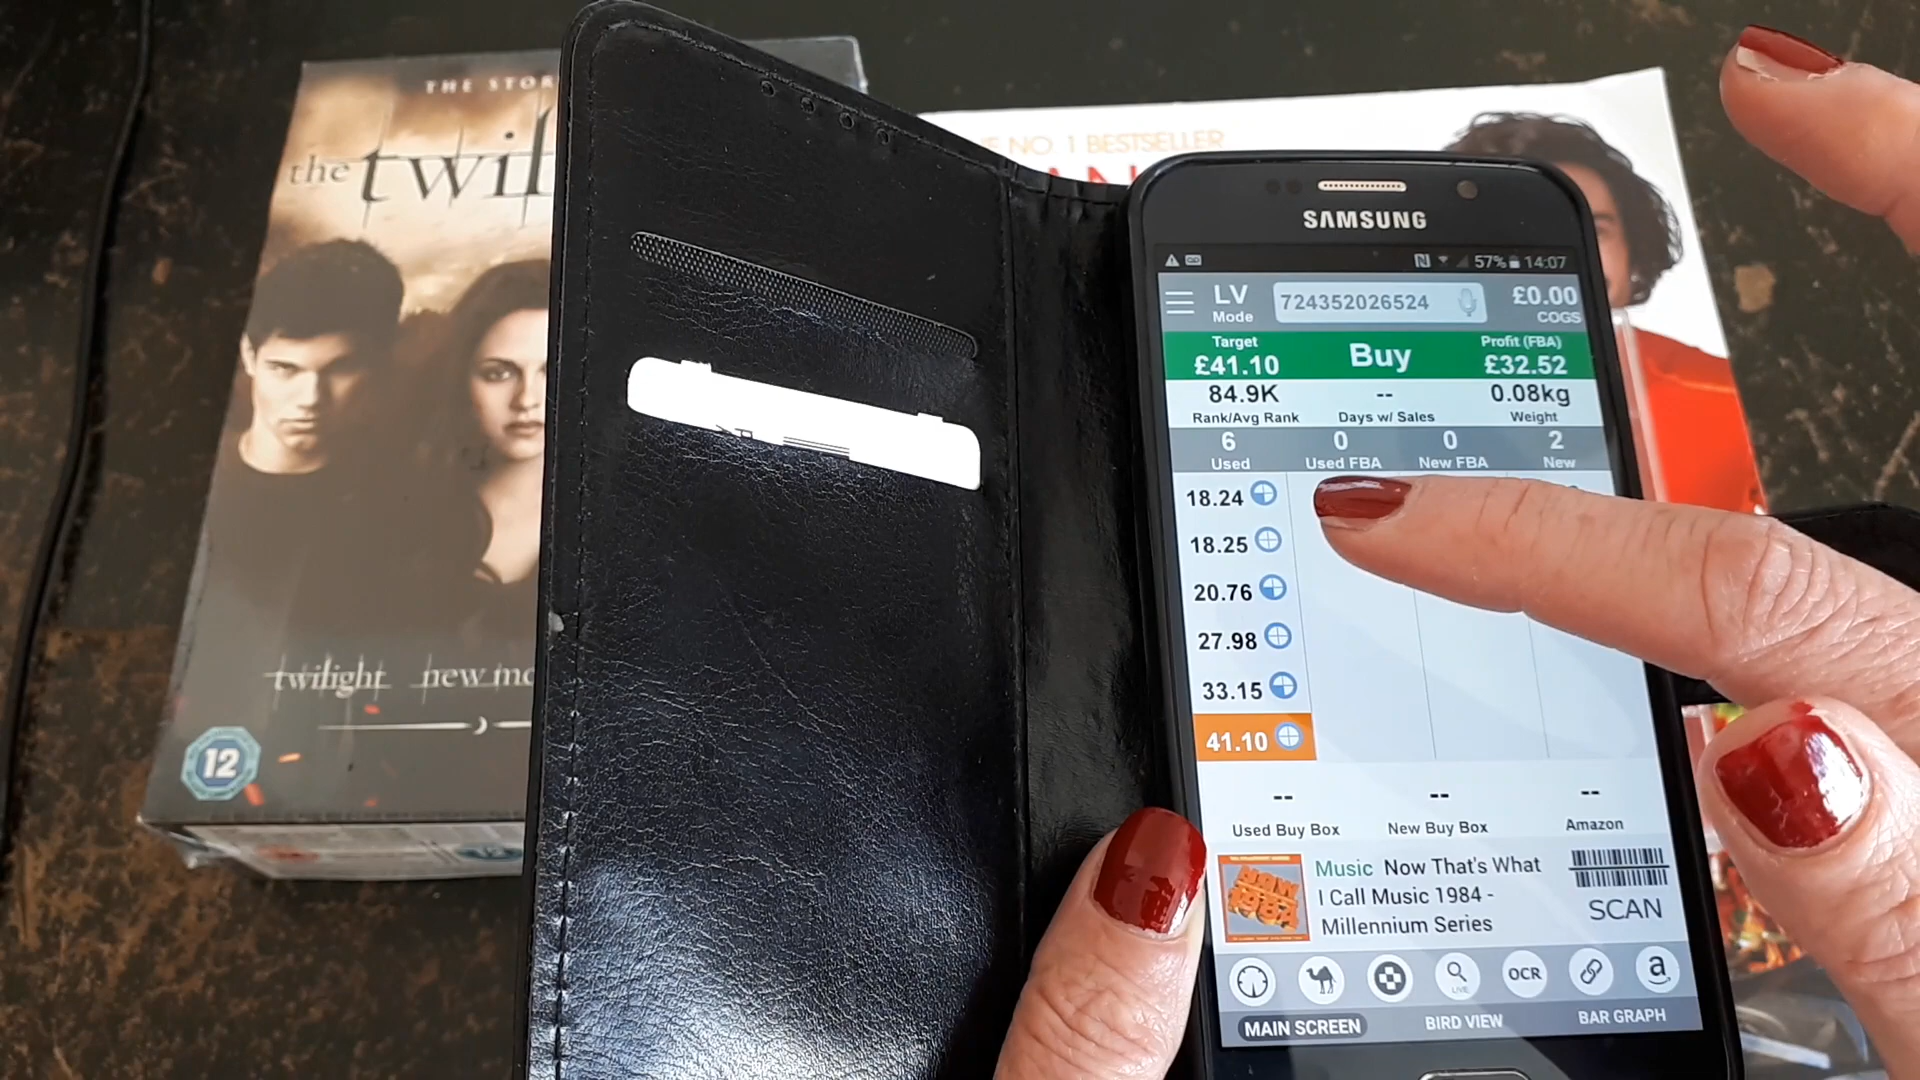 THE STOR
the twil
twilight new mo
12
E NO. 1 BESTSELLER
AN
SAMSUNG
57% 14:07
LV
Mode
724352026524
£0.00
COGS
Target
£41.10
Buy
Profit (FBA)
£32.52
84.9K
--
0.08kg
Rank/Avg Rank
Days w/ Sales
Weight
6
0
0
2
Used
Used FBA
New FBA
New
18.24
18.25
20.76
27.98
33.15
41.10
--
--
--
Used Buy Box
New Buy Box
Amazon
Music Now That's What
I Call Music 1984 -
Millennium Series
SCAN
LIVE
OCR
a
MAIN SCREEN
BIRD VIEW
BAR GRAPH